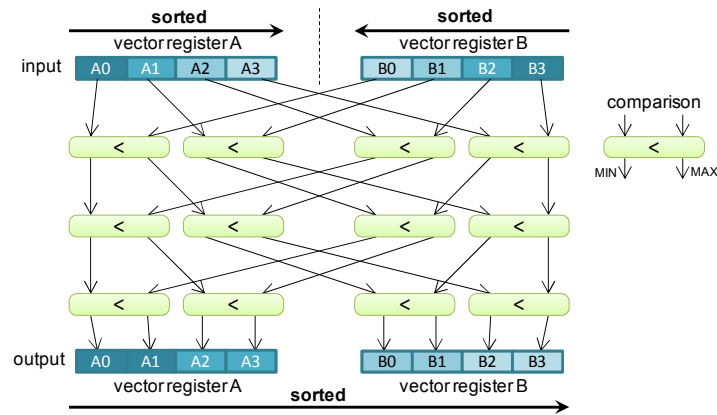 sorted sorted
vector register A vector register B
input A0 A1 A2 A3 B0 B1 B2 B3
comparison
< < < < <
MIN MAX
< < < <
< < < <
output A0 A1 A2 A3 B0 B1 B2 B3
vector register A vector register B
sorted